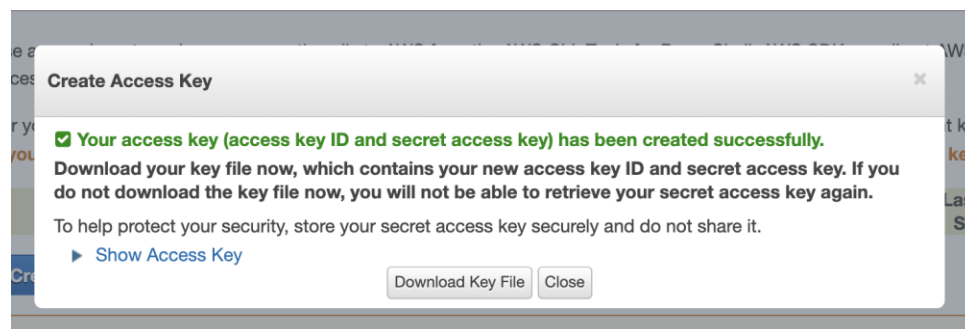 Create Access Key
Your access key (access key ID and secret access key) has been created successfully.
Download your key file now, which contains your new access key ID and secret access key. If you
do not download the key file now, you will not be able to retrieve your secret access key again.
To help protect your security, store your secret access key securely and do not share it.
Show Access Key
Download Key File Close